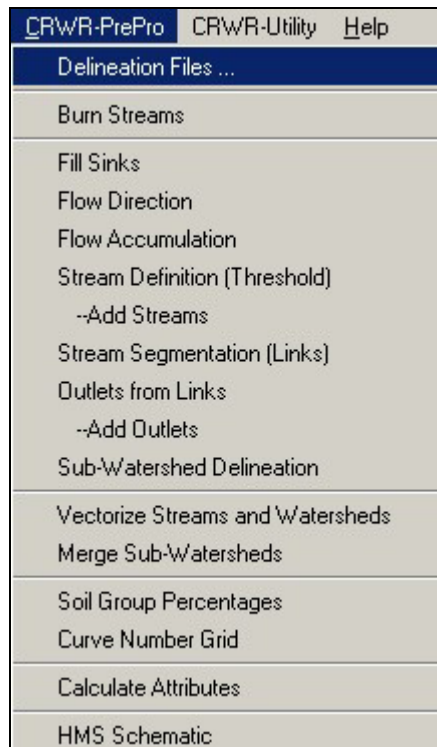 CRWR-PrePro CRWR-Utility Help
Delineation Files ...
Burn Streams
Fill Sinks
Flow Direction
Flow Accumulation
Stream Definition (Threshold)
--Add Streams
Stream Segmentation (Links)
Outlets from Links
--Add Outlets
Sub-Watershed Delineation
Vectorize Streams and Watersheds
Merge Sub-Watersheds
Soil Group Percentages
Curve Number Grid
Calculate Attributes
HMS Schematic